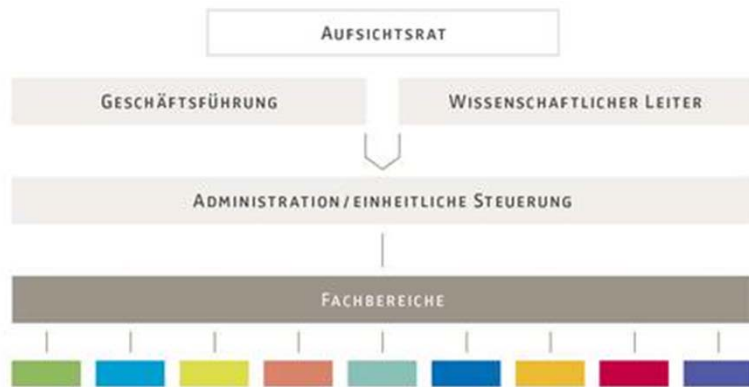 AUFSICHTSRAT
GESCHÄFTSFÜHRUNG
WISSENSCHAFTLICHER LEITER
ADMINISTRATION/EINHEITLICHE STEUERUNG
FACHBEREICHE